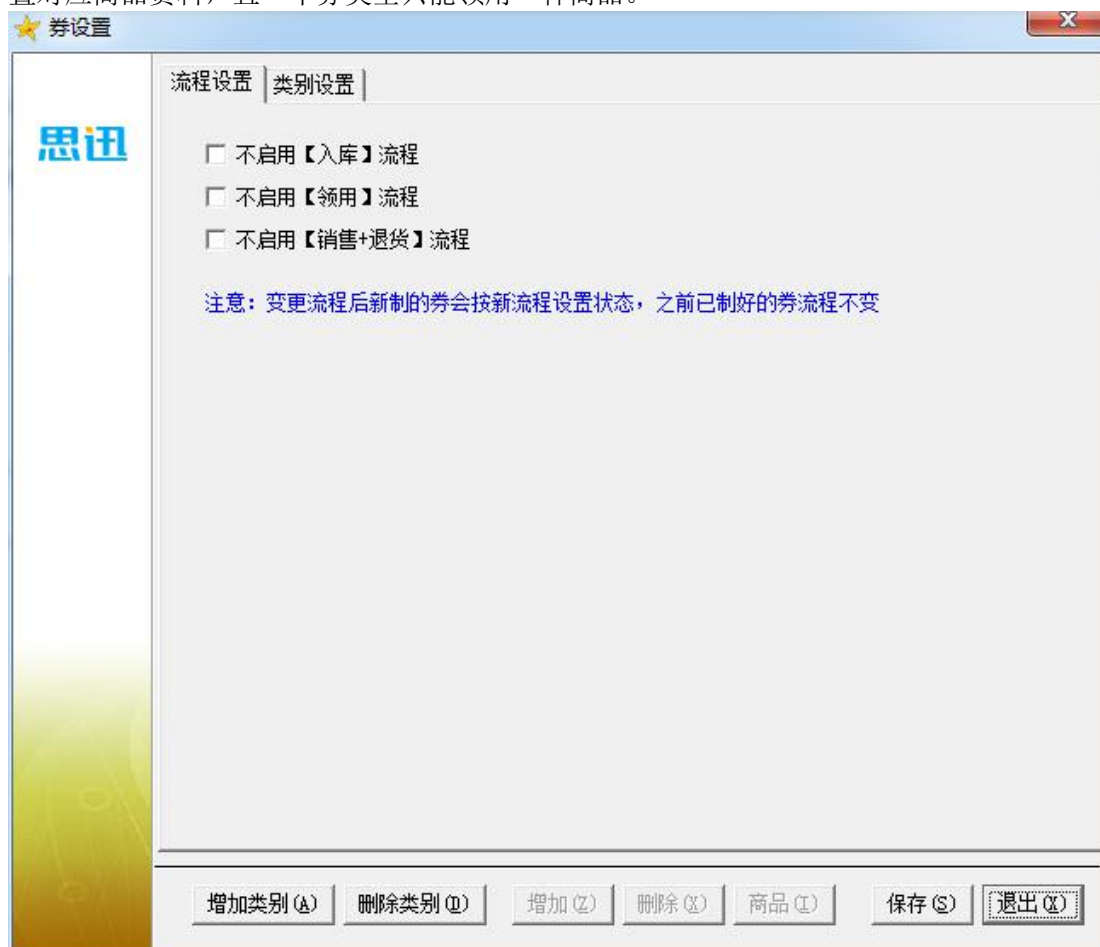 券设置
流程设置 类别设置
思迅
不启用【入库】流程
不启用【领用】流程
不启用【销售+退货】流程
注意：变更流程后新制的券会按新流程设置状态，之前已制好的券流程不变
增加类别(A) 删除类别(D) 增加(Z) 删除(X) 商品(I) 保存(S) 退出(X)